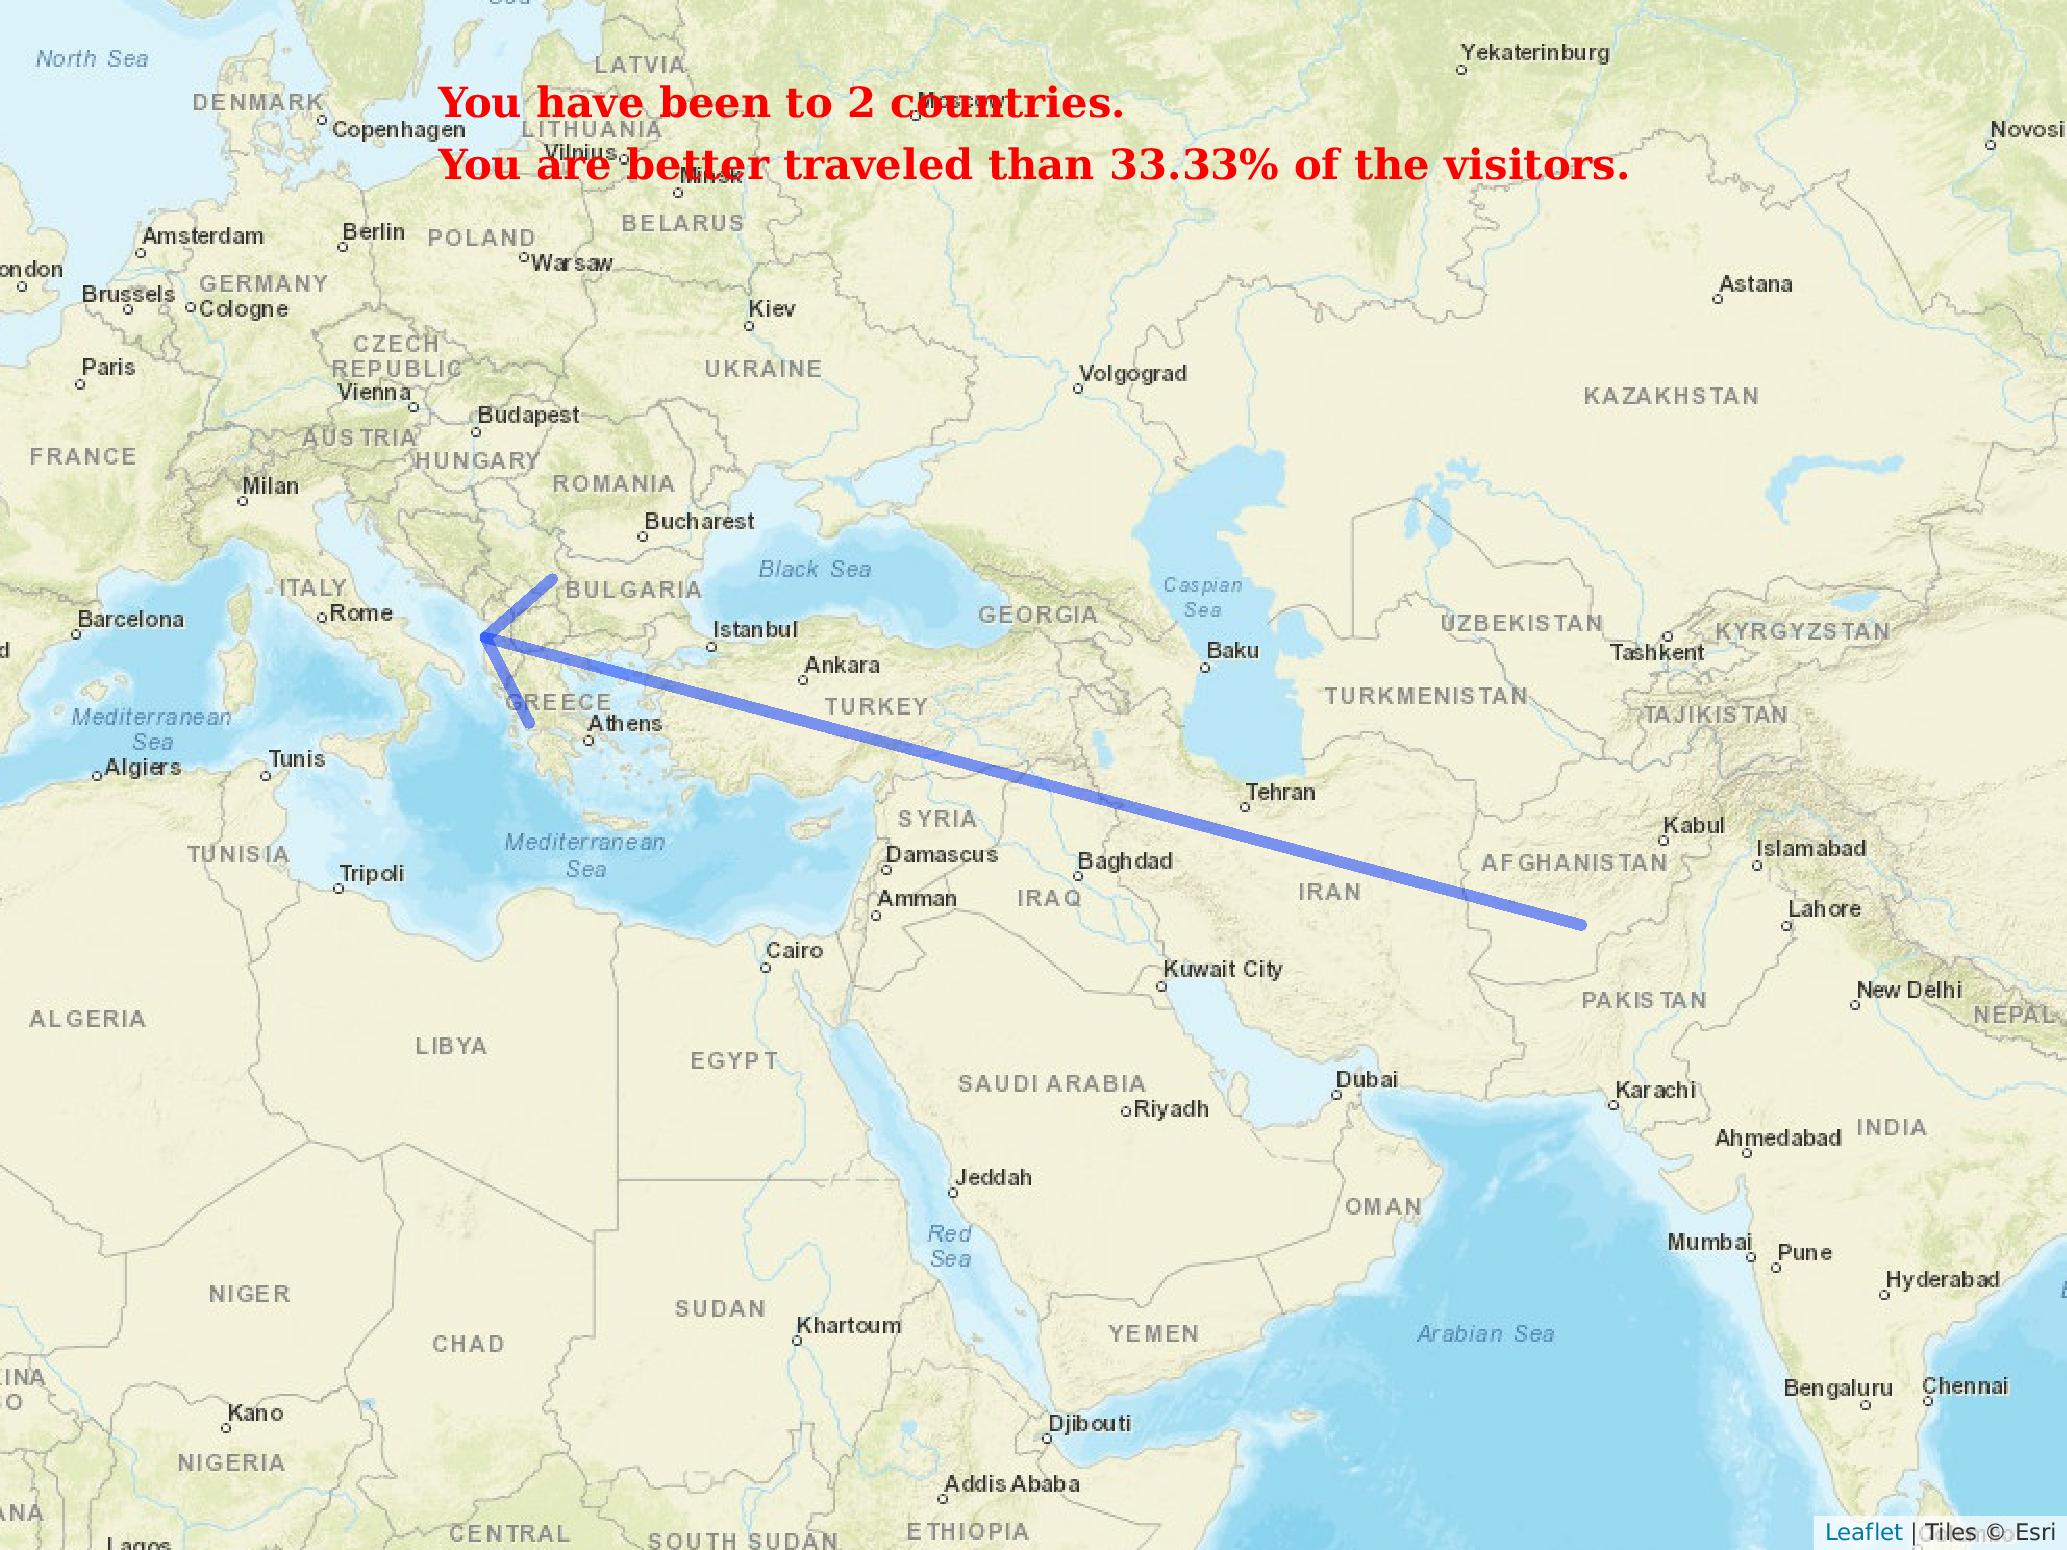 North Sea
LATVIA
Yekaterinburg
You have been to 2 countries.
DENMARK
Moscow
Copenhagen
LITHUANIA
Novosi
Vilnius
You are better traveled than 33.33% of the visitors.
Minsk
BELARUS
Amsterdam
Berlin
POLAND
Warsaw
ondon
GERMANY
Astana
Brussels
Cologne
Kiev
CZECH
REPUBLIC
Paris
UKRAINE
Volgograd
Vienna
KAZAKHSTAN
Budapest
AUSTRIA
FRANCE
HUNGARY
Milan
ROMANIA
Bucharest
Black Sea
ITALY
BULGARIA
Caspian
Sea
Rome
Barcelona
GEORGIA
Istanbul
UZBEKISTAN
KYRGYZSTAN
d
Baku
Tashkent
Ankara
TURKMENISTAN
GREECE
TURKEY
Mediterranean
Sea
TAJIKISTAN
Athens
Tunis
Algiers
Tehran
SYRIA
Kabul
Mediterranean
Sea
TUNISIA
Damascus
Baghdad
AFGHANISTAN
Islamabad
Tripoli
Amman
IRAQ
IRAN
Lahore
Cairo
Kuwait City
New Delhi
PAKISTAN
ALGERIA
NEPAL
LIBYA
EGYPT
SAUDI ARABIA
Dubai
Karachi
Riyadh
INDIA
Ahmedabad
Jeddah
OMAN
Red
Sea
Mumbai
Pune
Hyderabad
NIGER
SUDAN
Khartoum
YEMEN
Arabian Sea
CHAD
INA
O
Bengaluru
Chennai
Kano
Djibouti
NIGERIA
Addis Ababa
ANA
CENTRAL
SOUTH SUDAN
ETHIOPIA
Lagos
Leaflet | Tiles © Esri